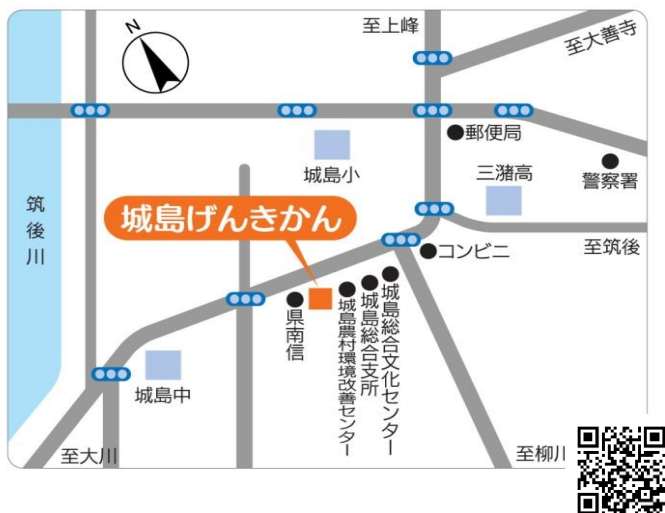 N
至上峰
至大善寺
郵便局
城島小
三潴高
警察署
筑後川
城島げんきかん
コンビニ
至筑後
県南信
城島農村環境改善センター
城島総合支所
城島総合文化センター
城島中
至大川
至柳川